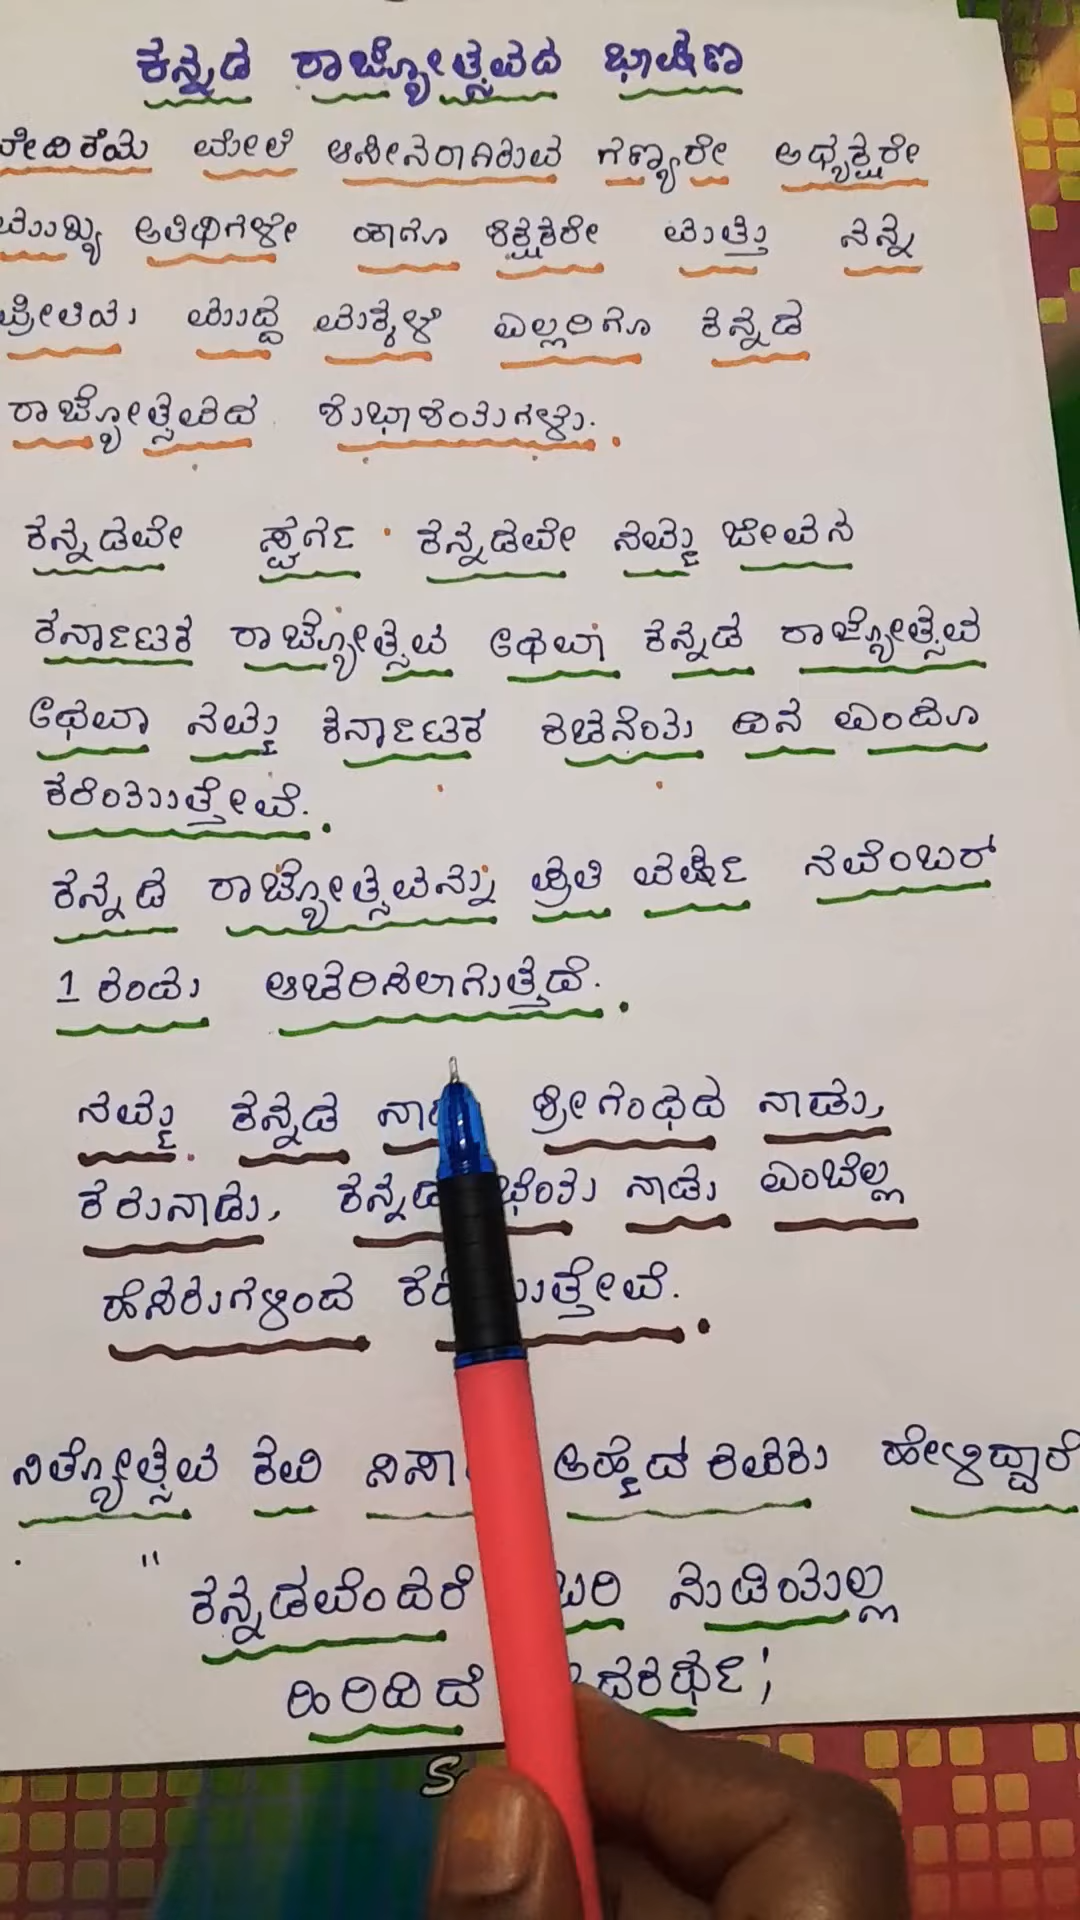 ಕನ್ನಡ ರಾಜ್ಯೋತ್ಸವದ ಭಾಷಣ
ವೇದಿಕೆಯ ಮೇಲೆ ಆಸೀನರಾಗಿರುವ ಗಣ್ಯರೇ ಅಧ್ಯಕ್ಷರೇ
ಮುಖ್ಯ ಅತಿಥಿಗಳೇ ಹಾಗೂ ಶಿಕ್ಷಕರೇ ಮತ್ತು ನನ್ನ
ಪ್ರೀತಿಯ ಮುದ್ದು ಮಕ್ಕಳೆ ಎಲ್ಲರಿಗೂ ಕನ್ನಡ
ರಾಜ್ಯೋತ್ಸವದ ಶುಭಾಶಯಗಳು.
ಕನ್ನಡವೇ ಸ್ವರ್ಗ ಕನ್ನಡವೇ ನಮ್ಮ ಜೀವನ
ಕರ್ನಾಟಕ ರಾಜ್ಯೋತ್ಸವ ಅಥವಾ ಕನ್ನಡ ರಾಜ್ಯೋತ್ಸವ
ಅಥವಾ ನಮ್ಮ ಕರ್ನಾಟಕ ರಚನೆಯ ದಿನ ಎಂದೂ
ಕರೆಯುತ್ತೇವೆ.
ಕನ್ನಡ ರಾಜ್ಯೋತ್ಸವನ್ನು ಪ್ರತಿ ವರ್ಷ ನವೆಂಬರ್
1 ರಂದು ಆಚರಿಸಲಾಗುತ್ತದೆ.
ನಮ್ಮ ಕನ್ನಡ ಶ್ರೀಗಂಧದ ನಾಡು,
ಕರುನಾಡು, ನಾಡು ಎಂಬೆಲ್ಲ
ಹೆಸರುಗಳಿಂದ
ನಿತ್ಯೋತ್ಸವ ಕವಿ ಅಹ್ಮದ್ ರವರು ಹೇಳಿದ್ದಾರೆ
" ಕನ್ನಡವೆಂದರೆ ಬರಿ ನುಡಿಯಲ್ಲ
ಹಿರಿದಿದೆ